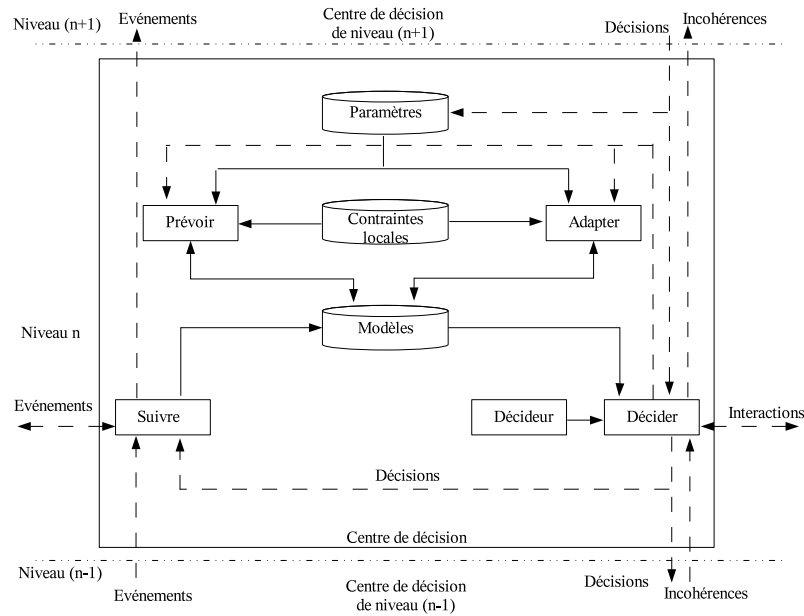 Niveau (n+1)
Evénements
Centre de décision
de niveau (n+1)
Décisions
Incohérences
Paramètres
Prévoir
Contraintes
locales
Adapter
Modèles
Niveau n
Evénements
Suivre
Décideur
Décider
Interactions
Décisions
Centre de décision
Niveau (n-1)
Evénements
Centre de décision
de niveau (n-1)
Décisions
Incohérences